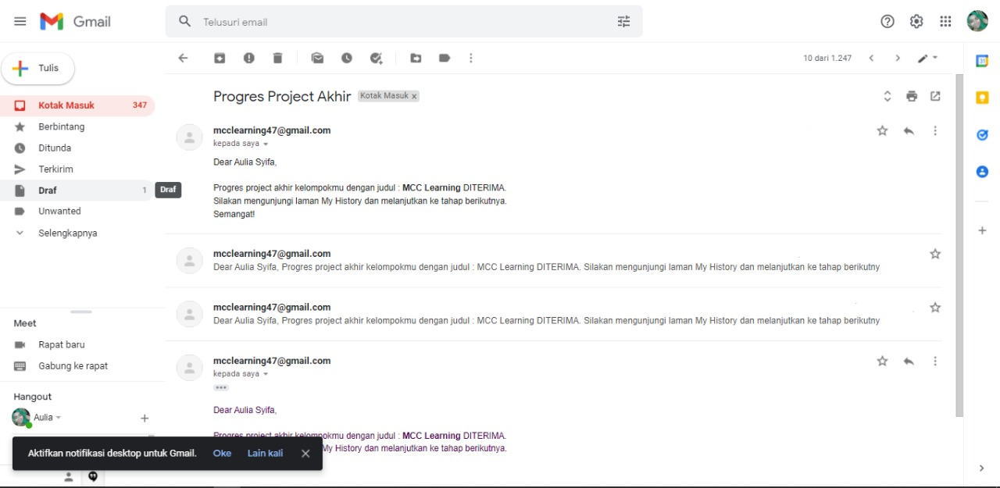 Gmail
Telusuri email
Tulis
10 dari 1.247
Kotak Masuk 347
Berbintang
Ditunda
Terkirim
Draf 1
Draf
Unwanted
Selengkapnya
Meet
Rapat baru
Gabung ke rapat
Hangout
Aulia
Progres Project Akhir Kotak Masuk x
mcclearning47@gmail.com
kepada saya
Dear Aulia Syifa,
Progres project akhir kelompokmu dengan judul : MCC Learning DITERIMA.
Silakan mengunjungi laman My History dan melanjutkan ke tahap berikutnya.
Semangat!
mcclearning47@gmail.com
Dear Aulia Syifa, Progres project akhir kelompokmu dengan judul : MCC Learning DITERIMA. Silakan mengunjungi laman My History dan melanjutkan ke tahap berikutny
mcclearning47@gmail.com
Dear Aulia Syifa, Progres project akhir kelompokmu dengan judul : MCC Learning DITERIMA. Silakan mengunjungi laman My History dan melanjutkan ke tahap berikutny
mcclearning47@gmail.com
kepada saya
Dear Aulia Syifa,
Progres project akhir kelompokmu dengan judul : MCC Learning DITERIMA.
My History dan melanjutkan ke tahap berikutnya.
Aktifkan notifikasi desktop untuk Gmail. Oke Lain kali
31